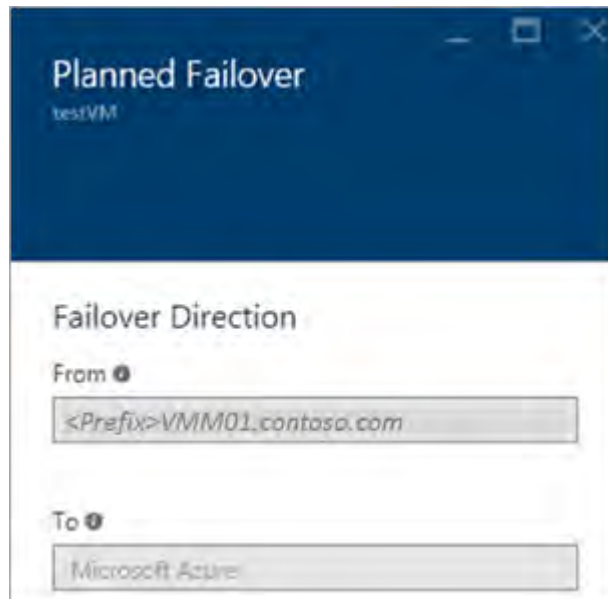 Planned Failover
testVM
Failover Direction
From
<Prefix>VMM01.contoso.com
To
Microsoft Azure